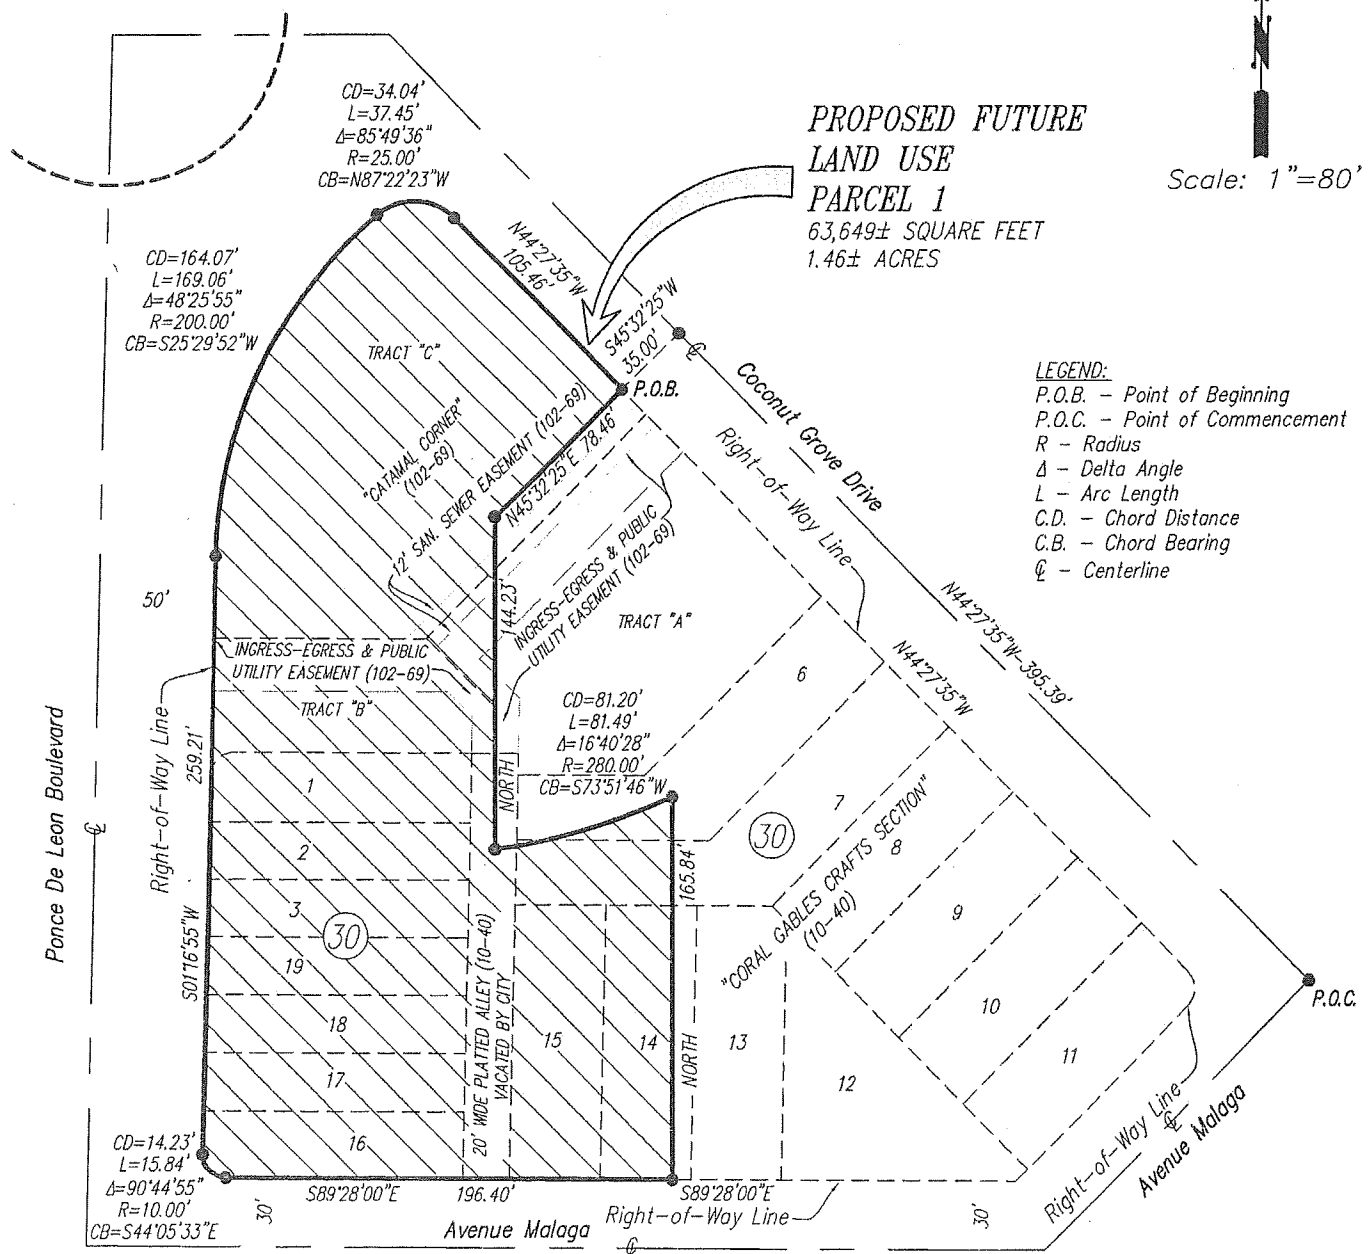 N
Scale: 1"=80'
CD=34.04'
L=37.45'
Δ=85°49'36"
R=25.00'
CB=N87°22'23"W
PROPOSED FUTURE
LAND USE
PARCEL 1
63,649± SQUARE FEET
1.46± ACRES
CD=164.07'
L=169.06'
Δ=48°25'55"
R=200.00'
CB=S25°29'52"W
N44°27'35"W
105.46'
S45°32'25"W
35.00'
℄
P.O.B.
TRACT "C"
"CATAMAL CORNER"
(102-69)
12' SAN. SEWER EASEMENT (102-69)
N45°32'25"E 78.46'
Coconut Grove Drive
Right-of-Way Line
LEGEND:
P.O.B. - Point of Beginning
P.O.C. - Point of Commencement
R - Radius
Δ - Delta Angle
L - Arc Length
C.D. - Chord Distance
C.B. - Chord Bearing
℄ - Centerline
50'
144.23'
INGRESS-EGRESS & PUBLIC
UTILITY EASEMENT (102-69)
TRACT "A"
N44°27'35"W-395.39'
N44°27'35"W
INGRESS-EGRESS & PUBLIC
UTILITY EASEMENT (102-69)
TRACT "B"
6
CD=81.20'
L=81.49'
Δ=16°40'28"
R=280.00'
CB=S73°51'46"W
NORTH
Ponce De Leon Boulevard
℄
Right-of-Way Line
259.21'
S01°16'55"W
1
2
3
30
19
18
17
16
20' WIDE PLATTED ALLEY (10-40)
VACATED BY CITY
7
30
8
"CORAL GABLES CRAFTS SECTION"
(10-40)
9
10
11
165.84'
NORTH
15
14
13
12
P.O.C.
CD=14.23'
L=15.84'
Δ=90°44'55"
R=10.00'
CB=S44°05'33"E
30'
S89°28'00"E
196.40'
S89°28'00"E
Avenue Malaga
℄
Right-of-Way Line
30'
Right-of-Way Line
℄
Avenue Malaga